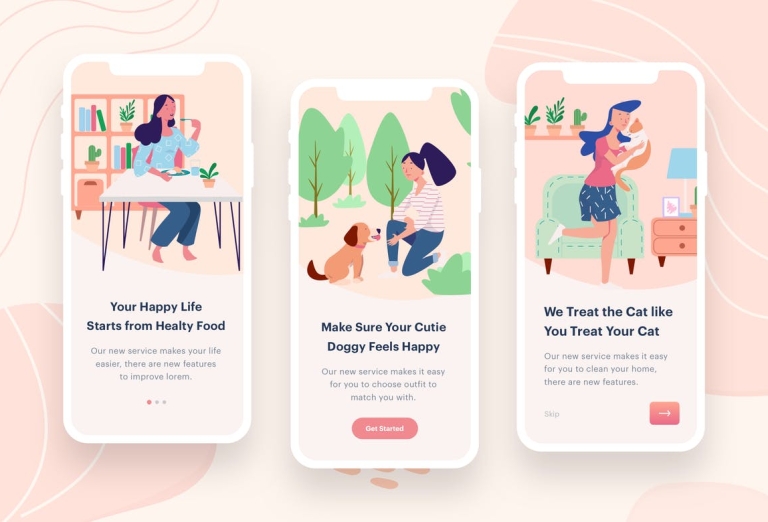 Your Happy Life
Starts from Healty Food
Our new service makes your life
easier, there are new features
to improve lorem.
Make Sure Your Cutie
Doggy Feels Happy
Our new service makes it easy
for you to choose outfit to
match you with.
Get Started
We Treat the Cat like
You Treat Your Cat
Our new service makes it easy
for you to clean your home,
there are new features.
Skip